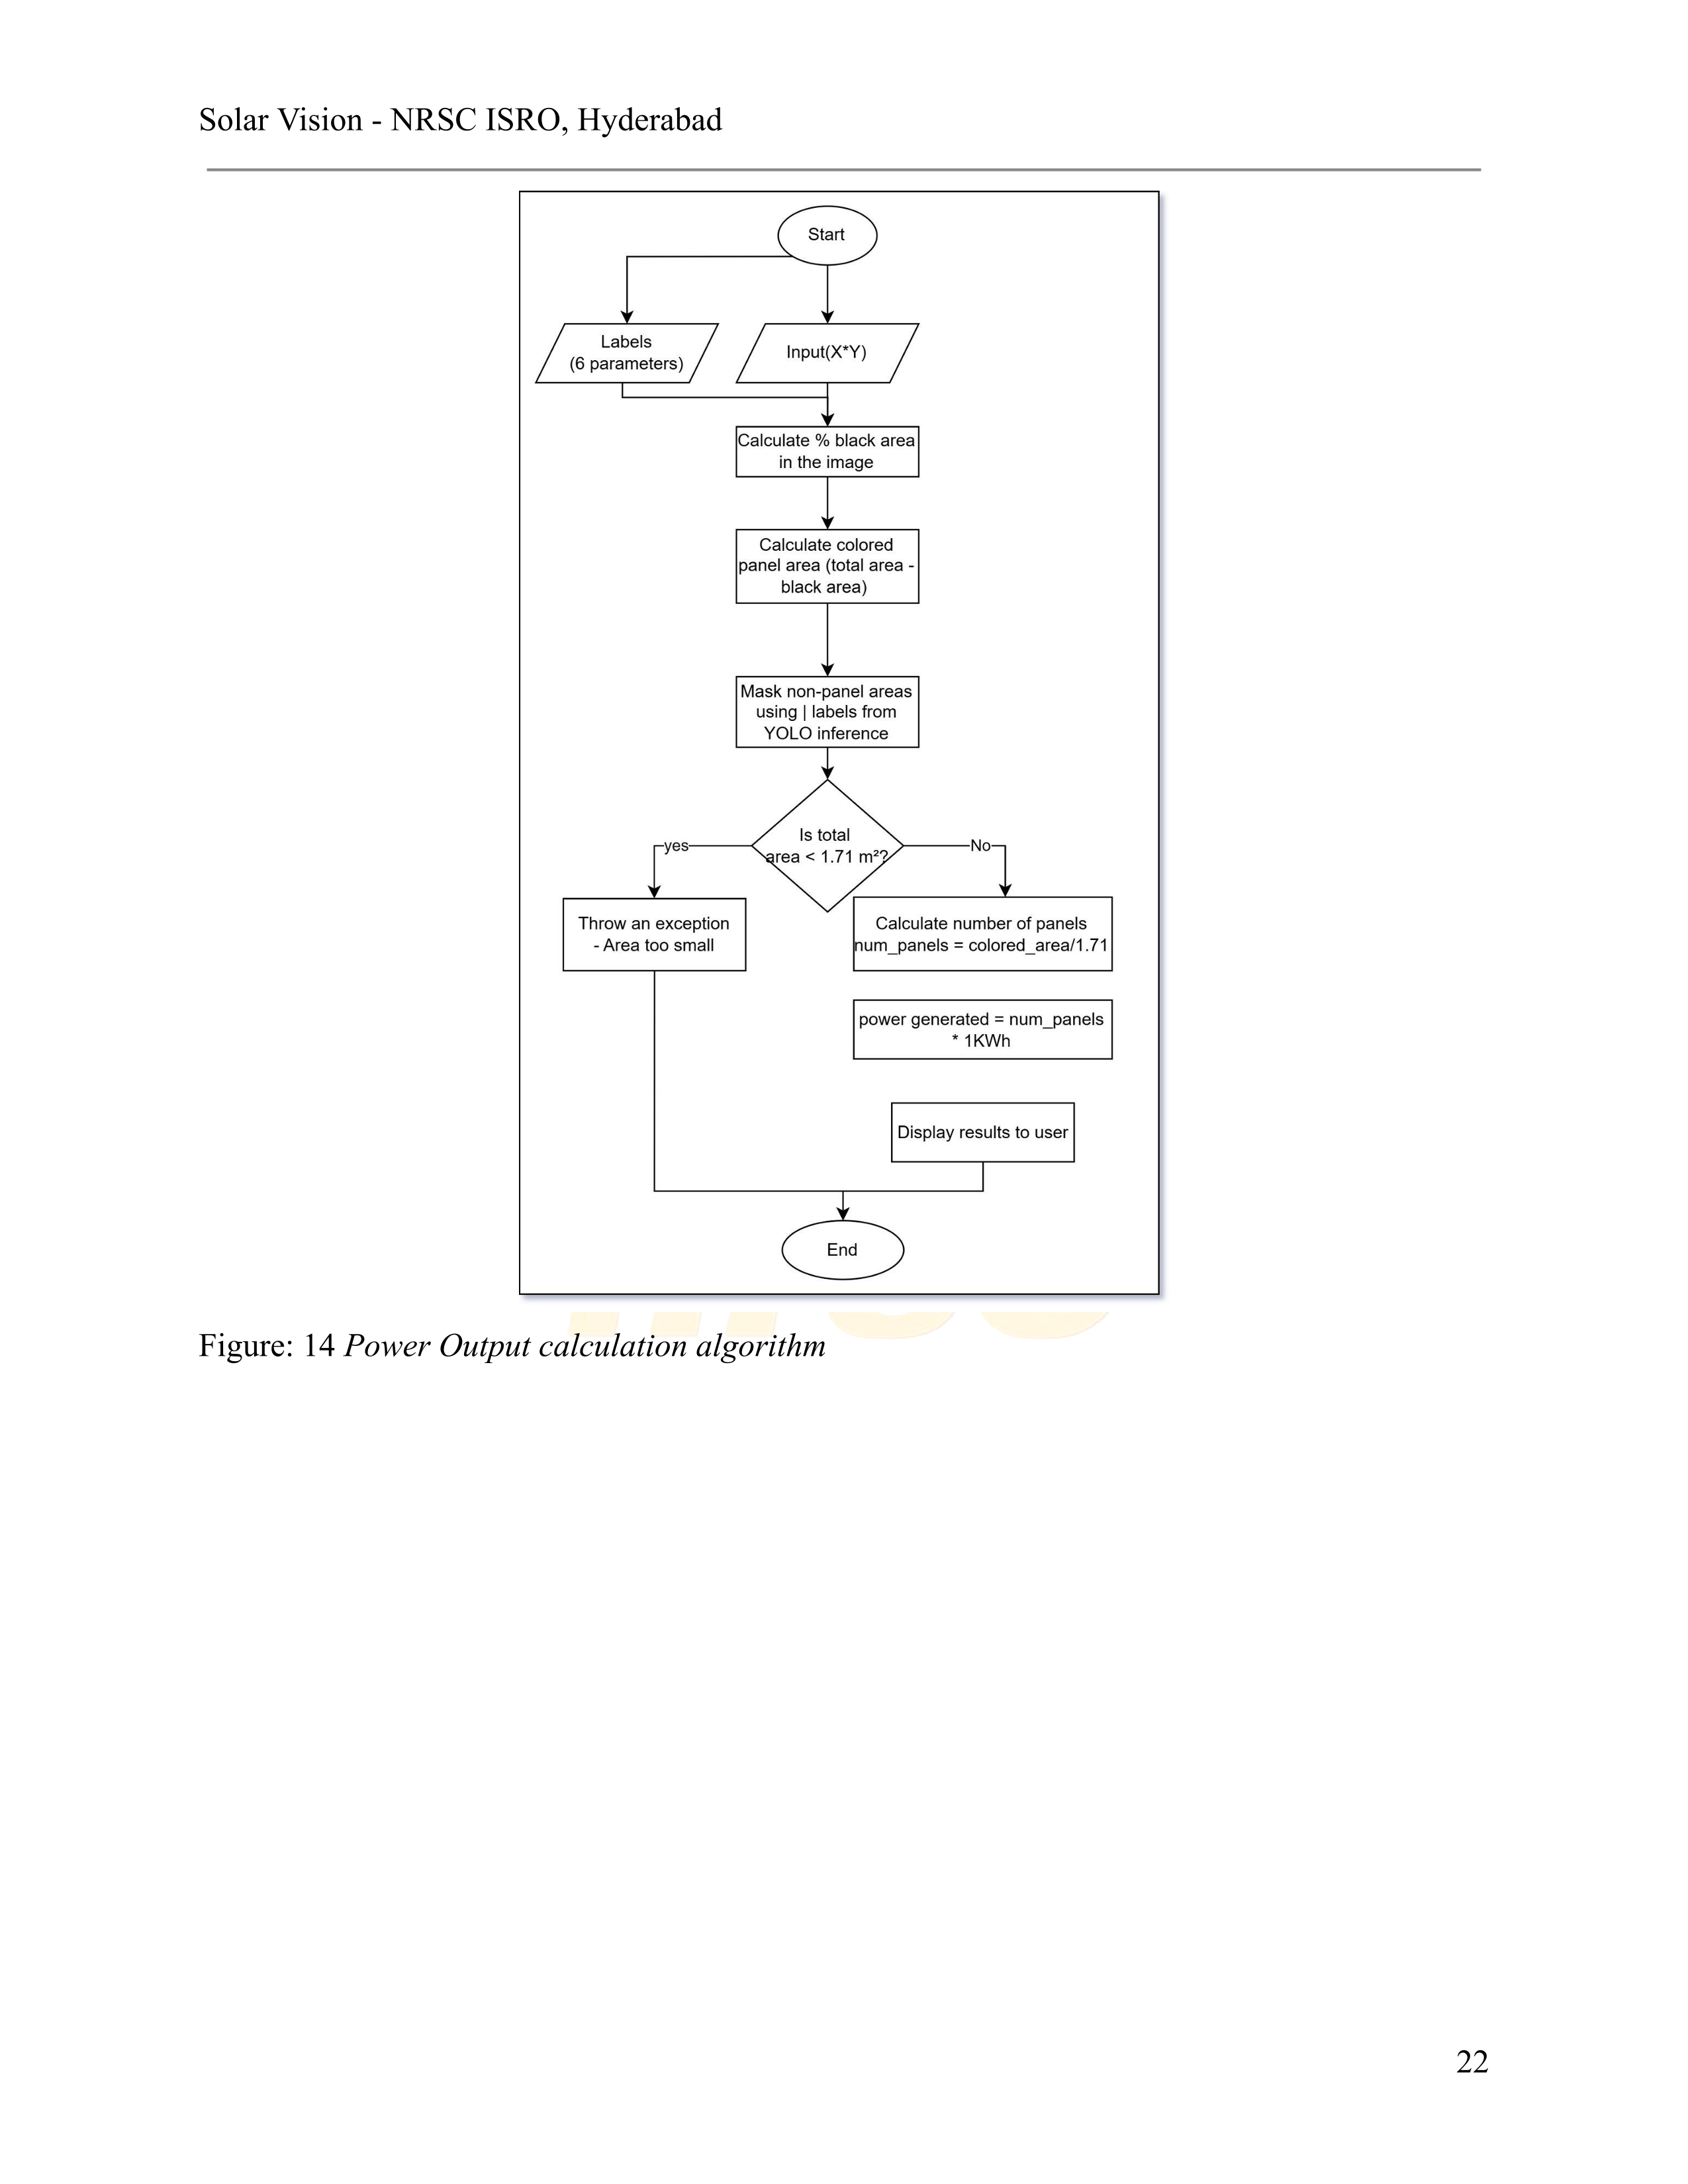 Solar Vision - NRSC ISRO, Hyderabad
Start
Labels
(6 parameters)
Input(X*Y)
Calculate % black area
in the image
Calculate colored
panel area (total area -
black area)
Mask non-panel areas
using | labels from
YOLO inference
Is total
area < 1.71 m²?
yes
No
Throw an exception
- Area too small
Calculate number of panels
num_panels = colored_area/1.71
power generated = num_panels
* 1KWh
Display results to user
End
Figure: 14 Power Output calculation algorithm
22